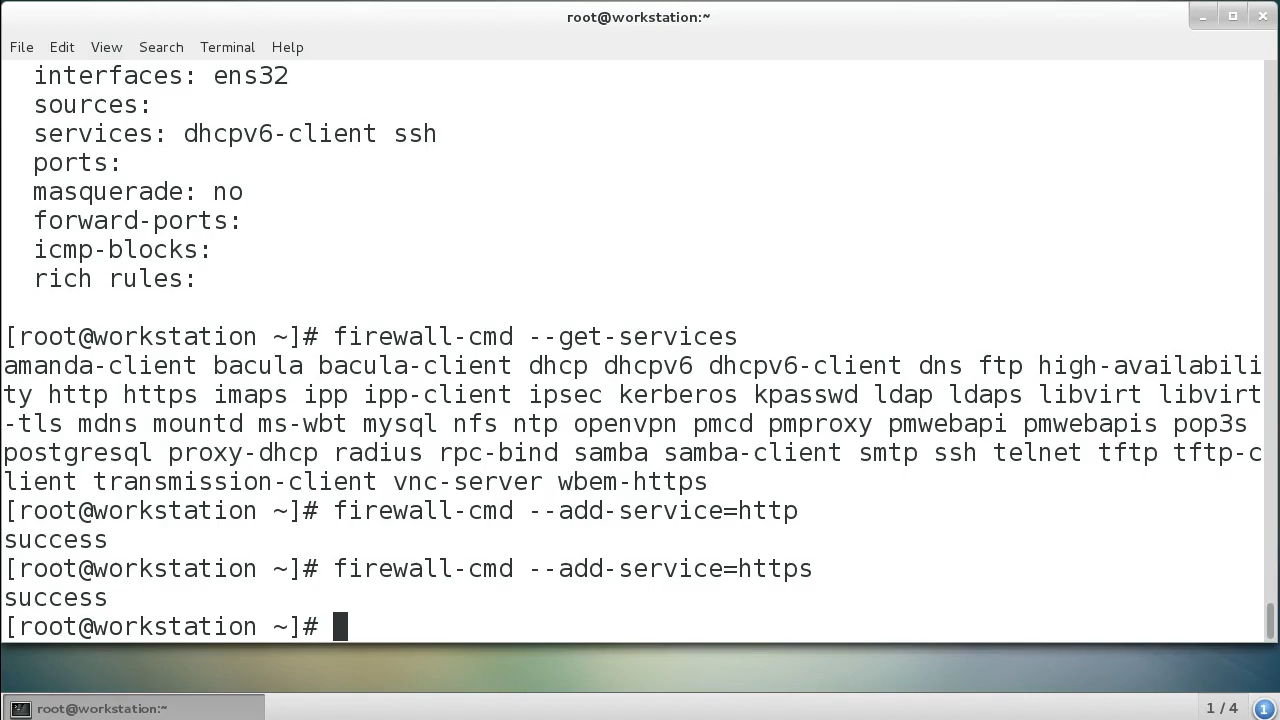 root@workstation:~
File Edit View Search Terminal Help
interfaces: ens32
sources:
services: dhcpv6-client ssh
ports:
masquerade: no
forward-ports:
icmp-blocks:
rich rules:
[root@workstation ~]# firewall-cmd --get-services
amanda-client bacula bacula-client dhcp dhcpv6 dhcpv6-client dns ftp high-availabili
ty http https imaps ipp ipp-client ipsec kerberos kpasswd ldap ldaps libvirt libvirt
-tls mdns mountd ms-wbt mysql nfs ntp openvpn pmcd pmproxy pmwebapi pmwebapis pop3s
postgresql proxy-dhcp radius rpc-bind samba samba-client smtp ssh telnet tftp tftp-c
lient transmission-client vnc-server wbem-https
[root@workstation ~]# firewall-cmd --add-service=http
success
[root@workstation ~]# firewall-cmd --add-service=https
success
[root@workstation ~]#
root@workstation:~ 1 / 4 1